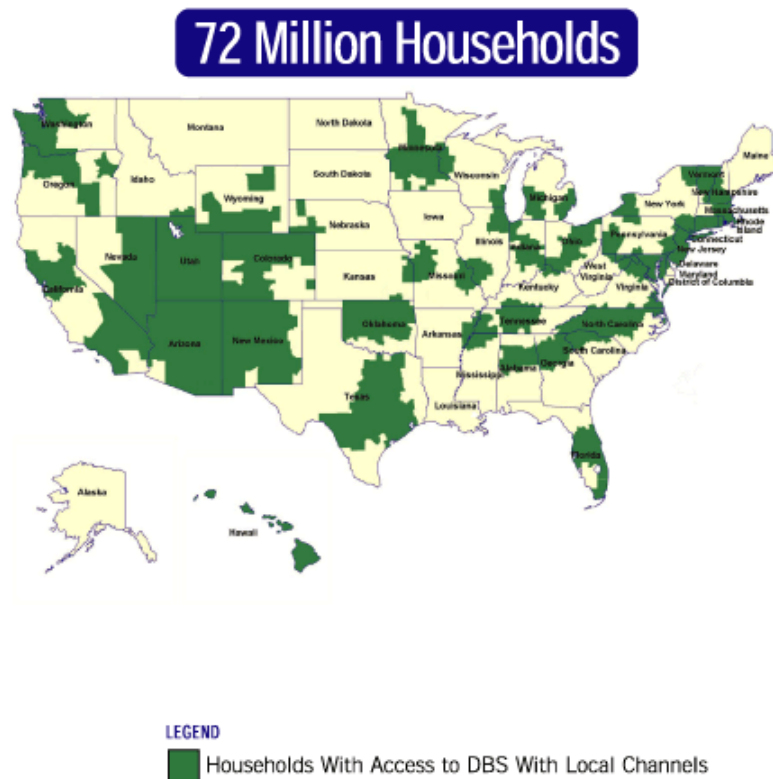 72 Million Households
Washington
Montana
North Dakota
Minnesota
Maine
Oregon
Idaho
Wyoming
South Dakota
Wisconsin
Michigan
Vermont
New Hampshire
New York
Massachusetts
Rhode
Island
Connecticut
Nebraska
Iowa
Illinois
Indiana
Ohio
Pennsylvania
New Jersey
Nevada
Utah
Colorado
Kansas
Missouri
West
Virginia
Kentucky
Virginia
Delaware
Maryland
District of Columbia
California
Arizona
New Mexico
Oklahoma
Arkansas
Tennessee
North Carolina
South Carolina
Mississippi
Alabama
Georgia
Texas
Louisiana
Florida
Alaska
Hawaii
LEGEND
Households With Access to DBS With Local Channels